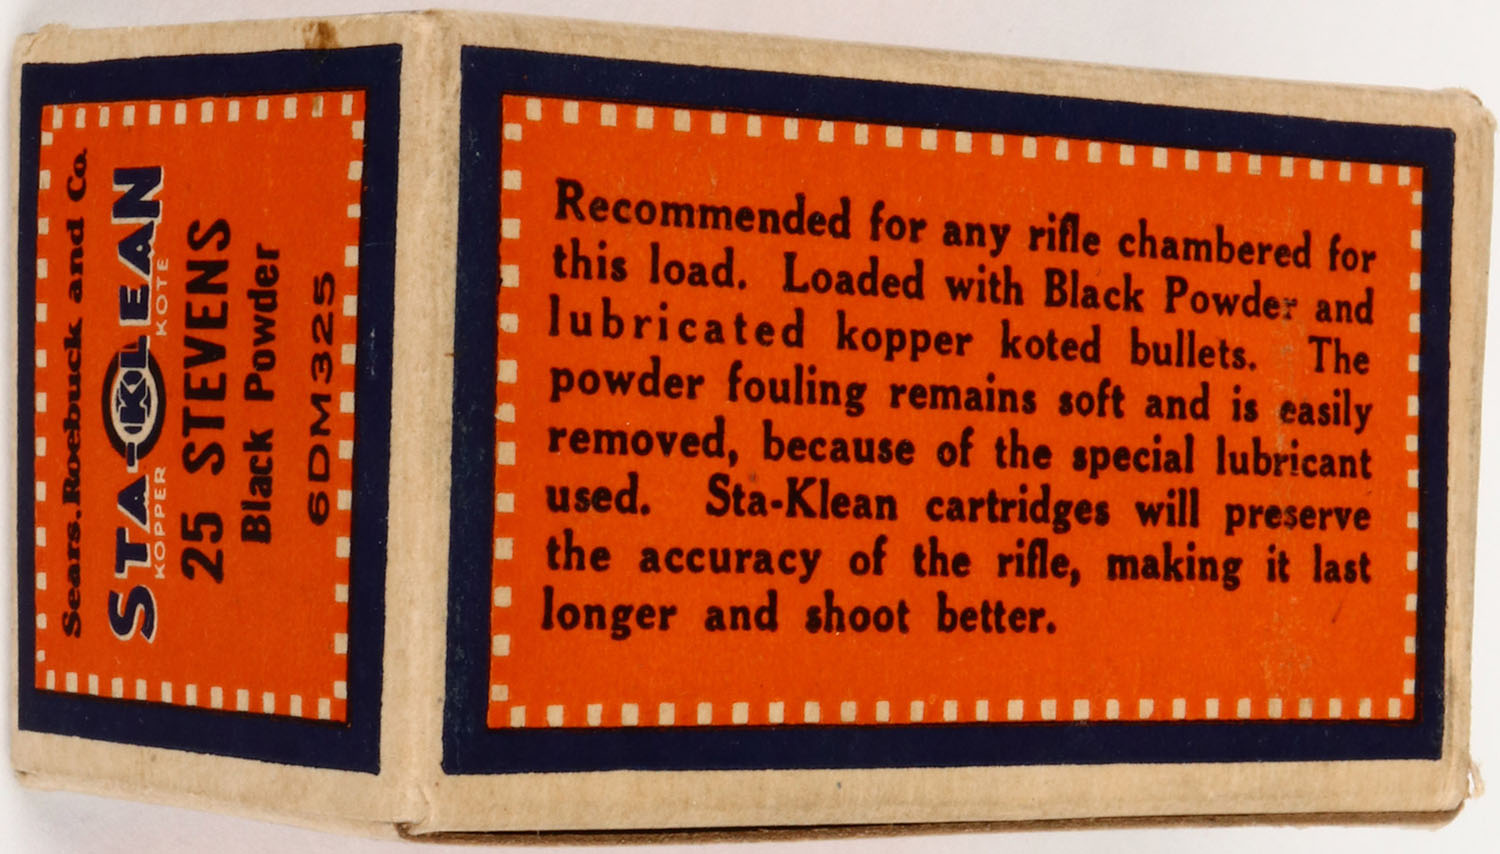 Sears, Roebuck and Co.
STA-KLEAN
KOPPER KOTE
25 STEVENS
Black Powder
6DM325
Recommended for any rifle chambered for
this load. Loaded with Black Powder and
lubricated kopper koted bullets. The
powder fouling remains soft and is easily
removed, because of the special lubricant
used. Sta-Klean cartridges will preserve
the accuracy of the rifle, making it last
longer and shoot better.